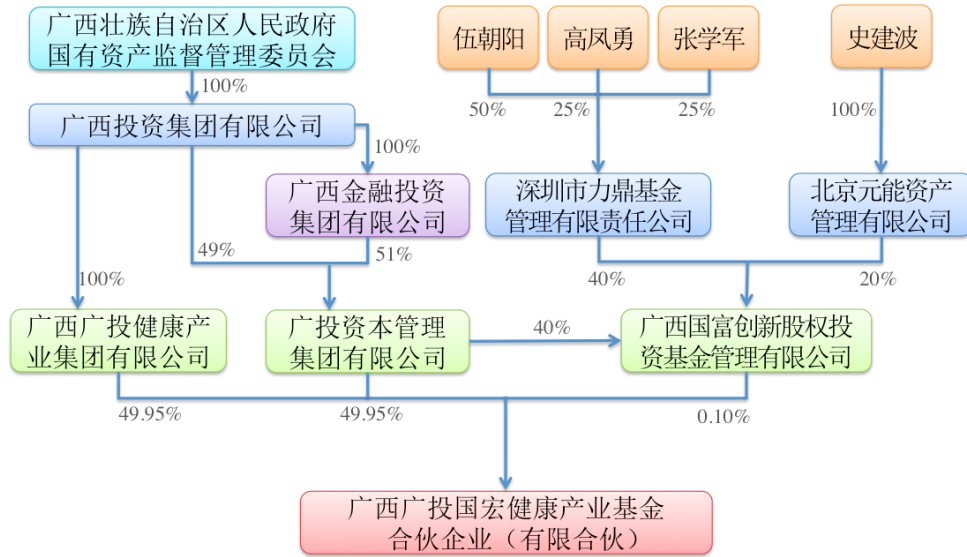 广西壮族自治区人民政府
国有资产监督管理委员会
伍朝阳
高凤勇
张学军
史建波
100%
50%
25%
25%
100%
广西投资集团有限公司
100%
广西金融投资
集团有限公司
深圳市力鼎基金
管理有限责任公司
北京元能资产
管理有限公司
49%
51%
100%
40%
20%
广西广投健康产
业集团有限公司
广投资本管理
集团有限公司
40%
广西国富创新股权投
资基金管理有限公司
49.95%
49.95%
0.10%
广西广投国宏健康产业基金
合伙企业（有限合伙）